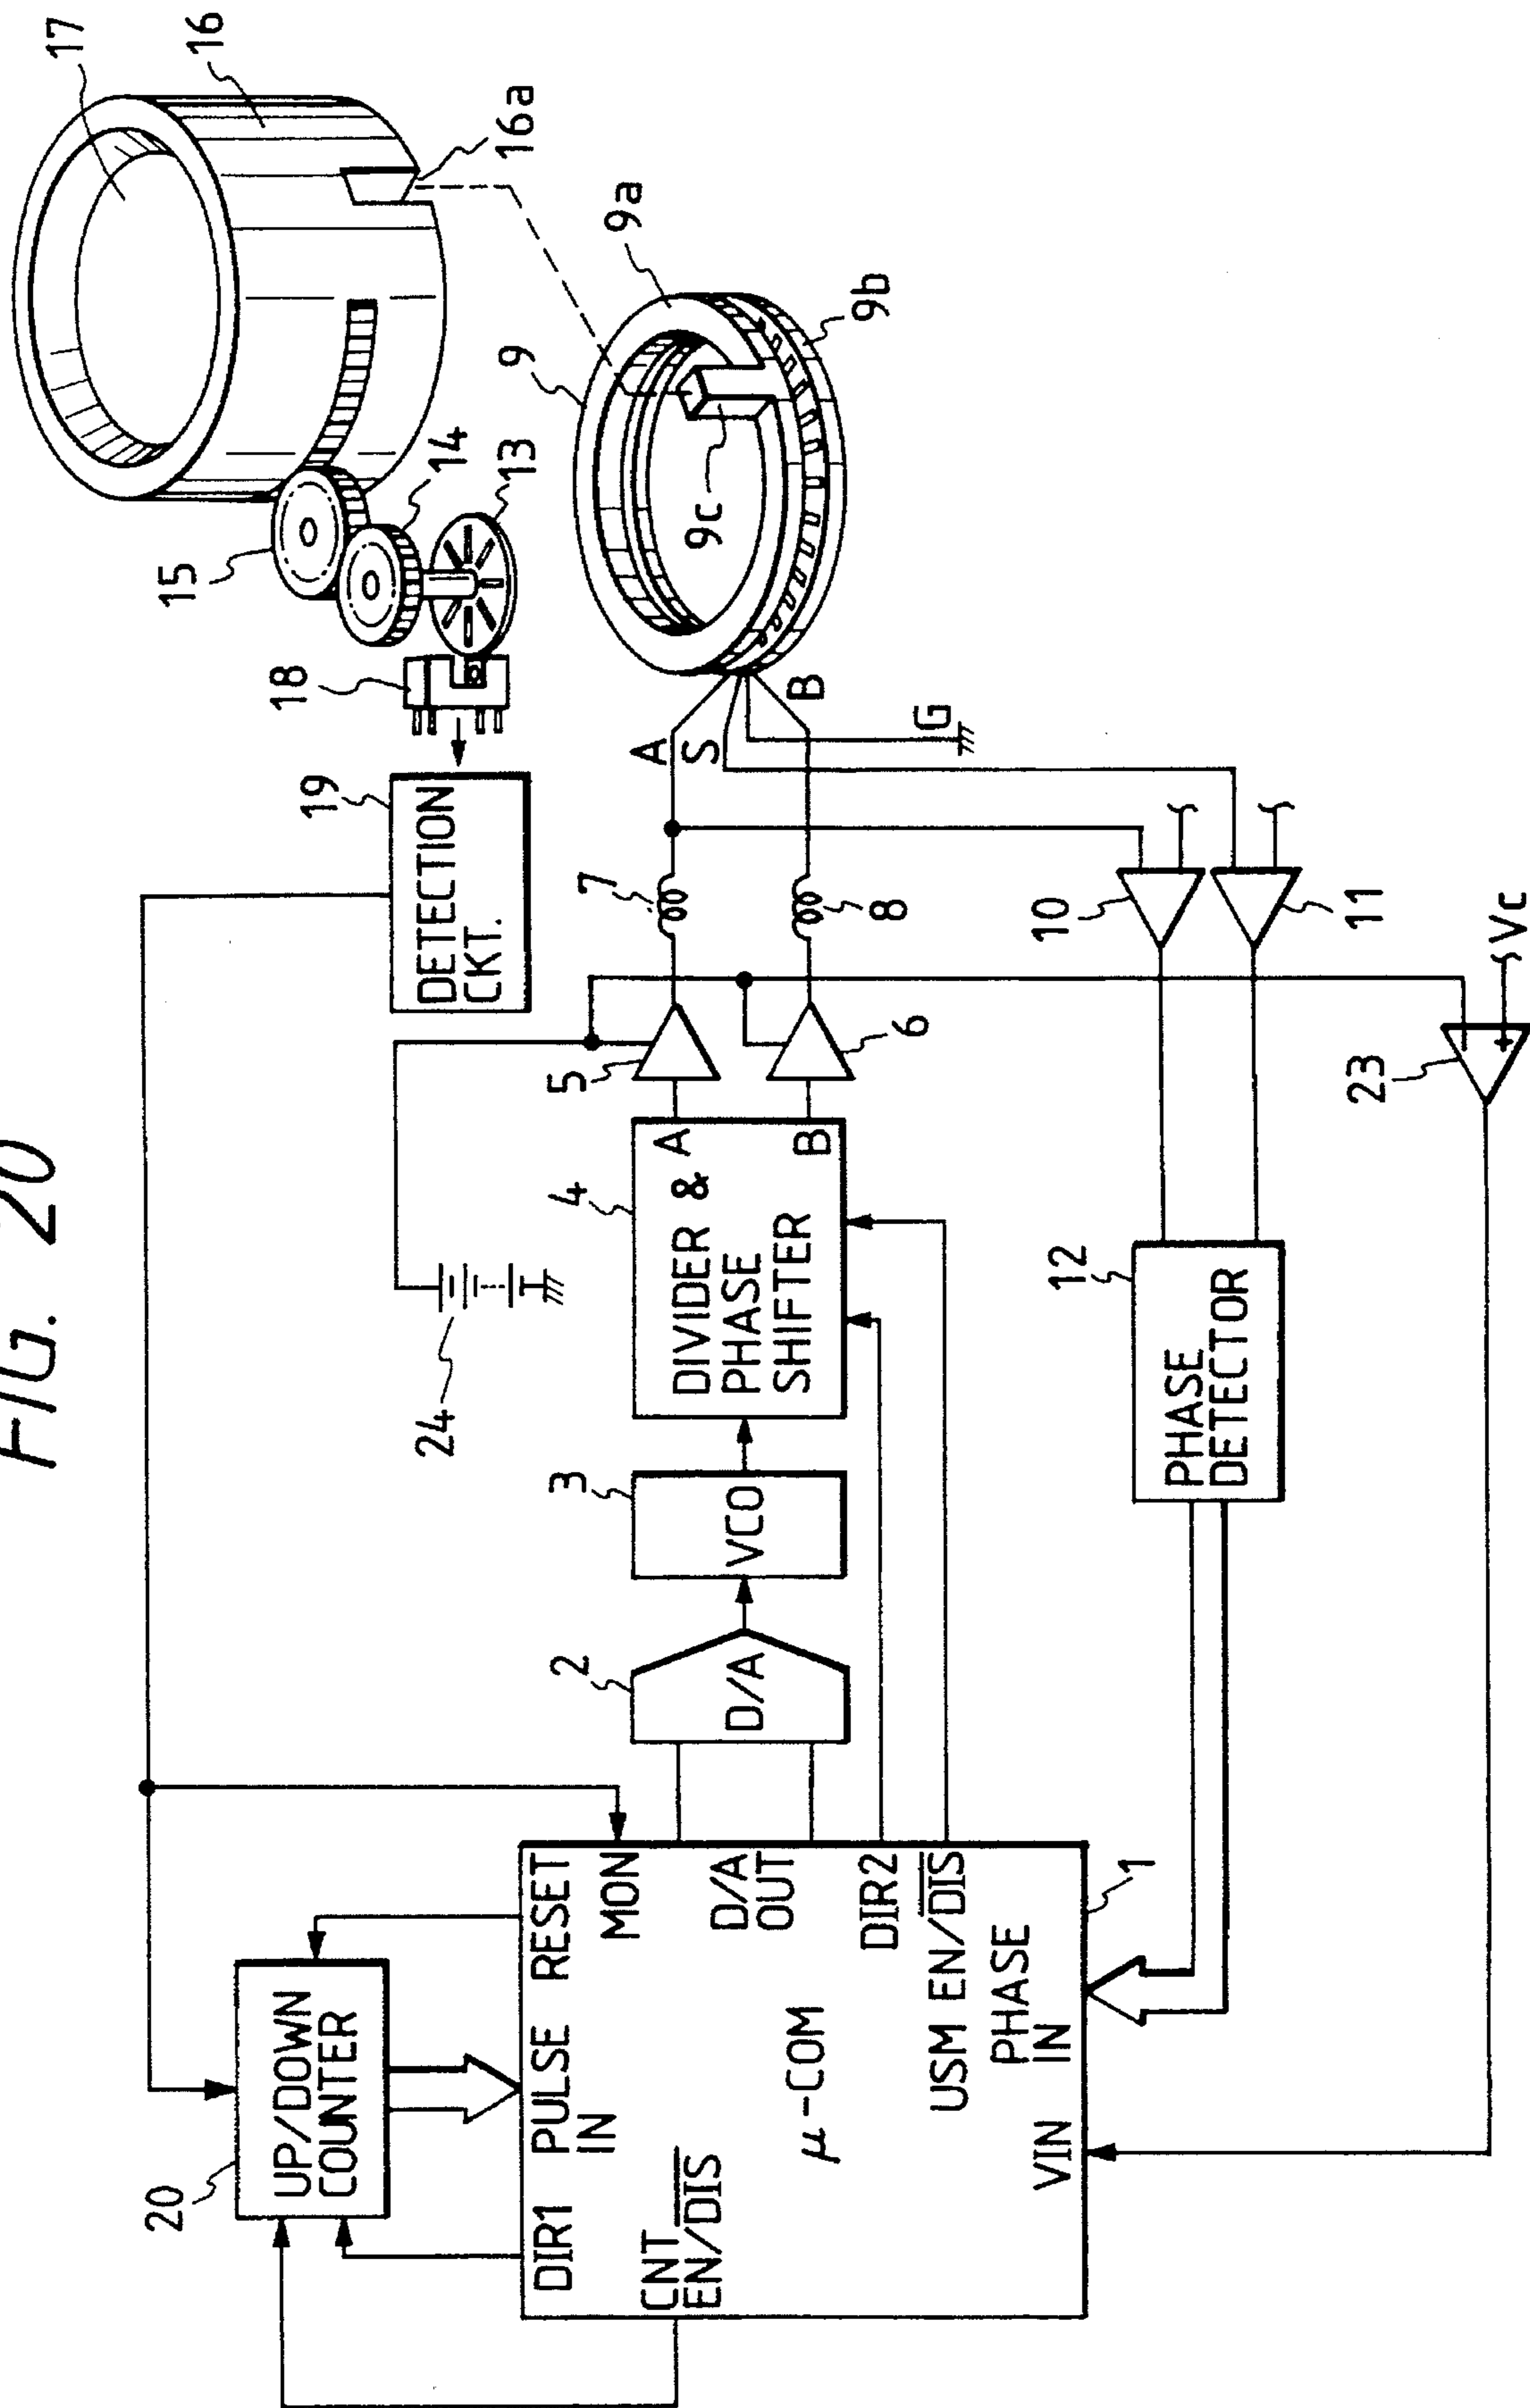 FIG. 20
17
16
16a
15
14
13
18
19
DETECTION
CKT.
9
9a
9b
9c
20
UP/DOWN
COUNTER
24
DIR1
PULSE
IN
RESET
CNT
EN/DIS
MON
D/A
OUT
μ-COM
DIR2
USM EN/DIS
PHASE
IN
VIN
1
2
D/A
3
VCO
4
DIVIDER &
PHASE
SHIFTER
A
B
5
6
7
8
A
S
B
G
10
11
12
PHASE
DETECTOR
23
-
+
Vc